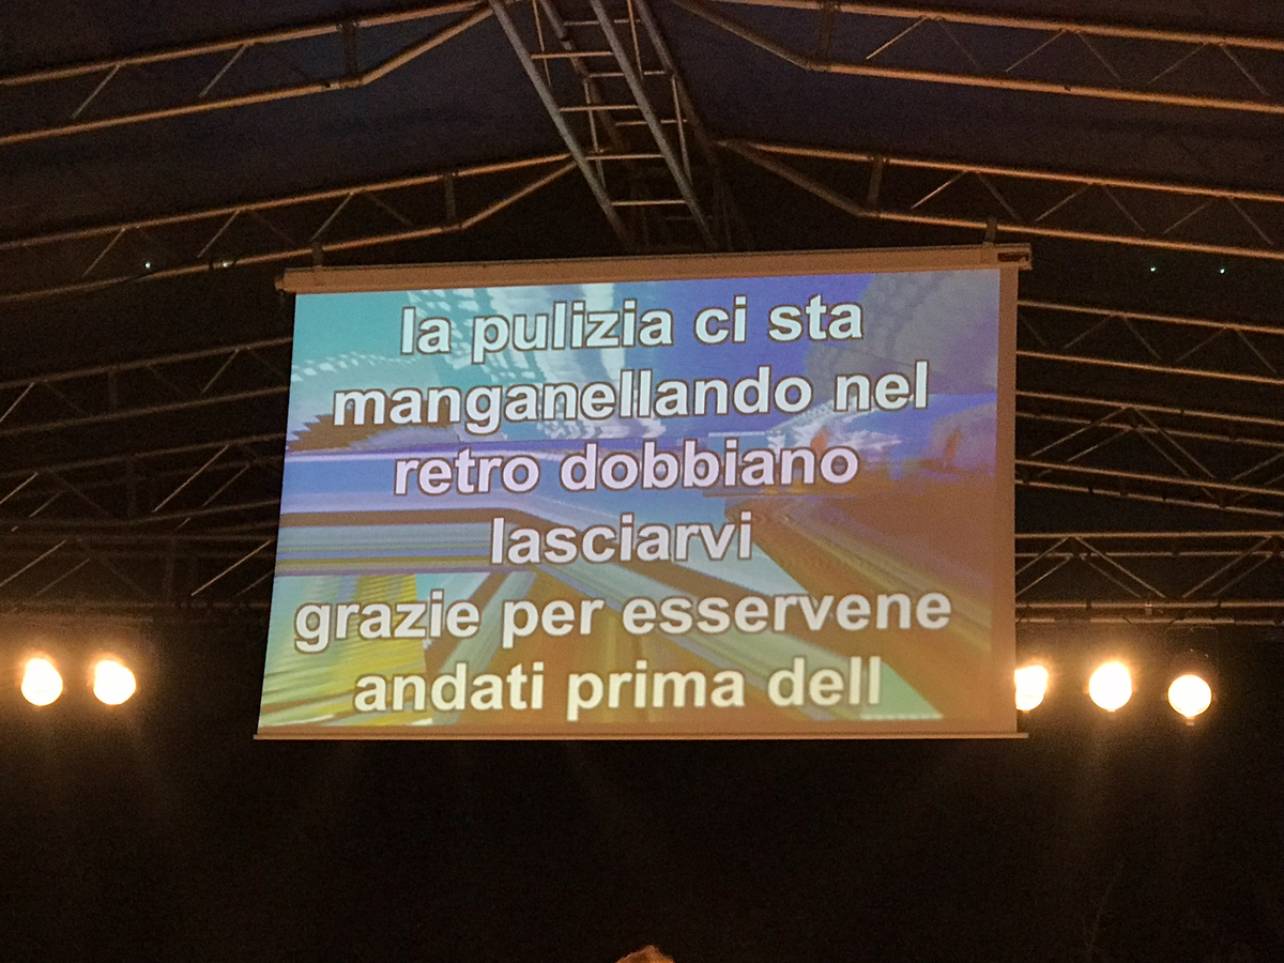 la pulizia ci sta
manganellando nel
retro dobbiano
lasciarvi
grazie per esservene
andati prima dell